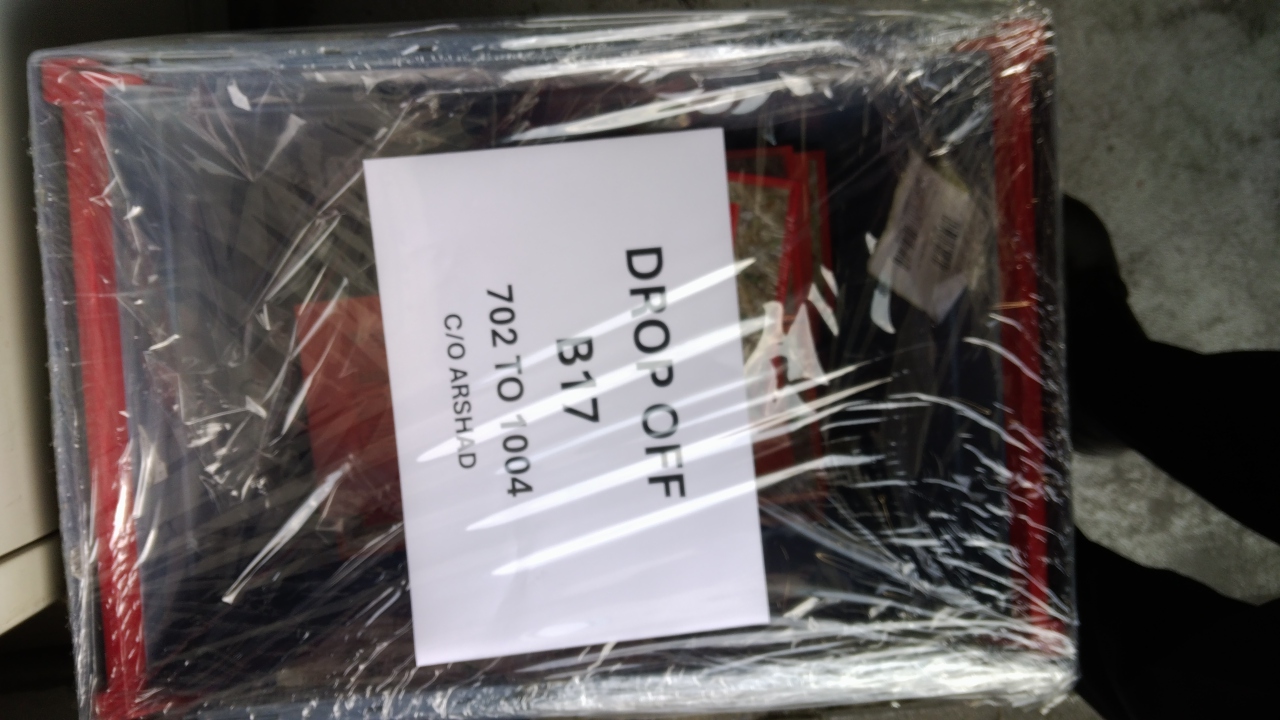 DROP OFF
B17
702 TO 1004
C/O ARSHAD